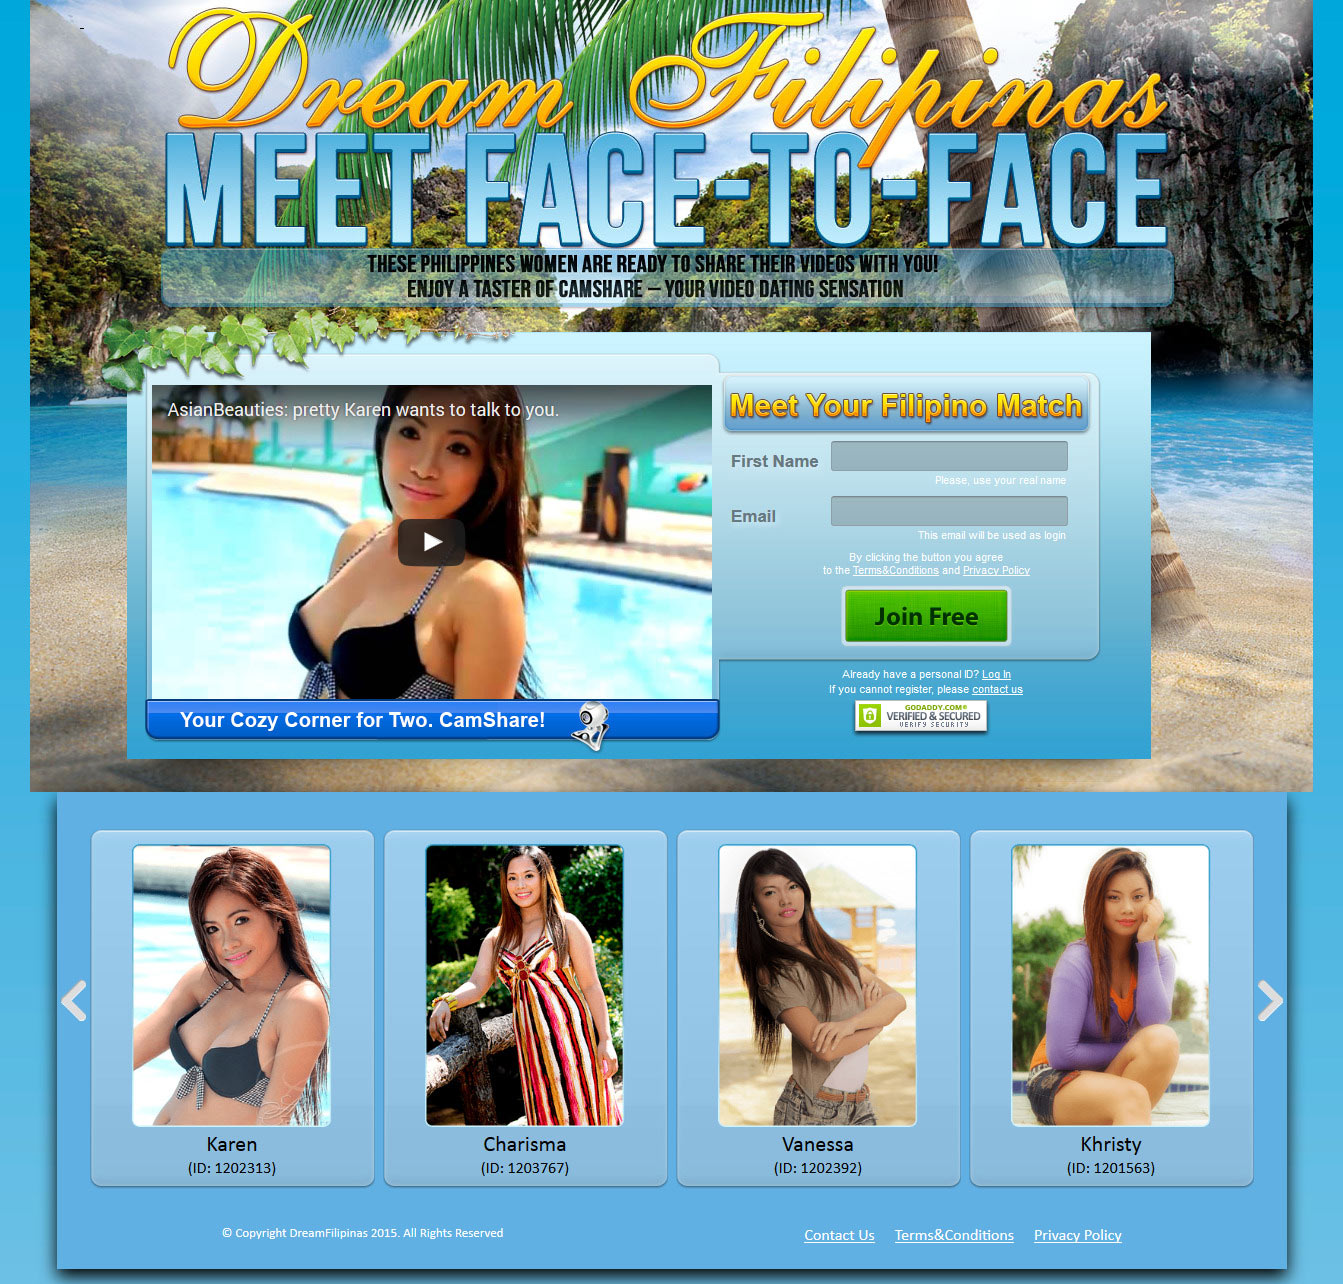 Dream Filipinas
MEET FACE-TO-FACE
THESE PHILIPPINES WOMEN ARE READY TO SHARE THEIR VIDEOS WITH YOU!
ENJOY A TASTER OF CAMSHARE – YOUR VIDEO DATING SENSATION
AsianBeauties: pretty Karen wants to talk to you.
Your Cozy Corner for Two. CamShare!
Meet Your Filipino Match
First Name
Please, use your real name
Email
This email will be used as login
By clicking the button you agree
to the Terms&Conditions and Privacy Policy
Join Free
Already have a personal ID? Log In
If you cannot register, please contact us
GODADDY.COM®
VERIFIED & SECURED
VERIFY SECURITY
Karen
(ID: 1202313)
Charisma
(ID: 1203767)
Vanessa
(ID: 1202392)
Khristy
(ID: 1201563)
© Copyright DreamFilipinas 2015. All Rights Reserved
Contact Us Terms&Conditions Privacy Policy